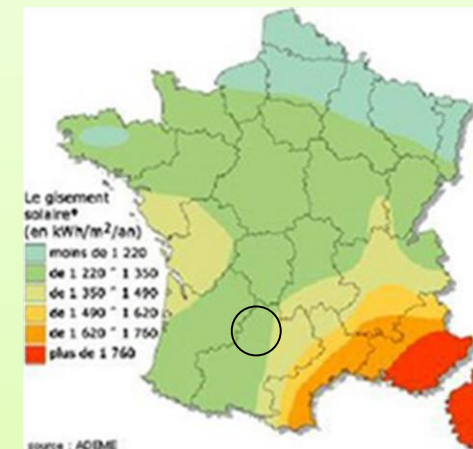 Le gisement
solaire*
(en kWh/m²/an)
moins de 1 220
de 1 220 ~ 1 350
de 1 350 ~ 1 490
de 1 490 ~ 1 620
de 1 620 ~ 1 760
plus de 1 760
source : ADEME